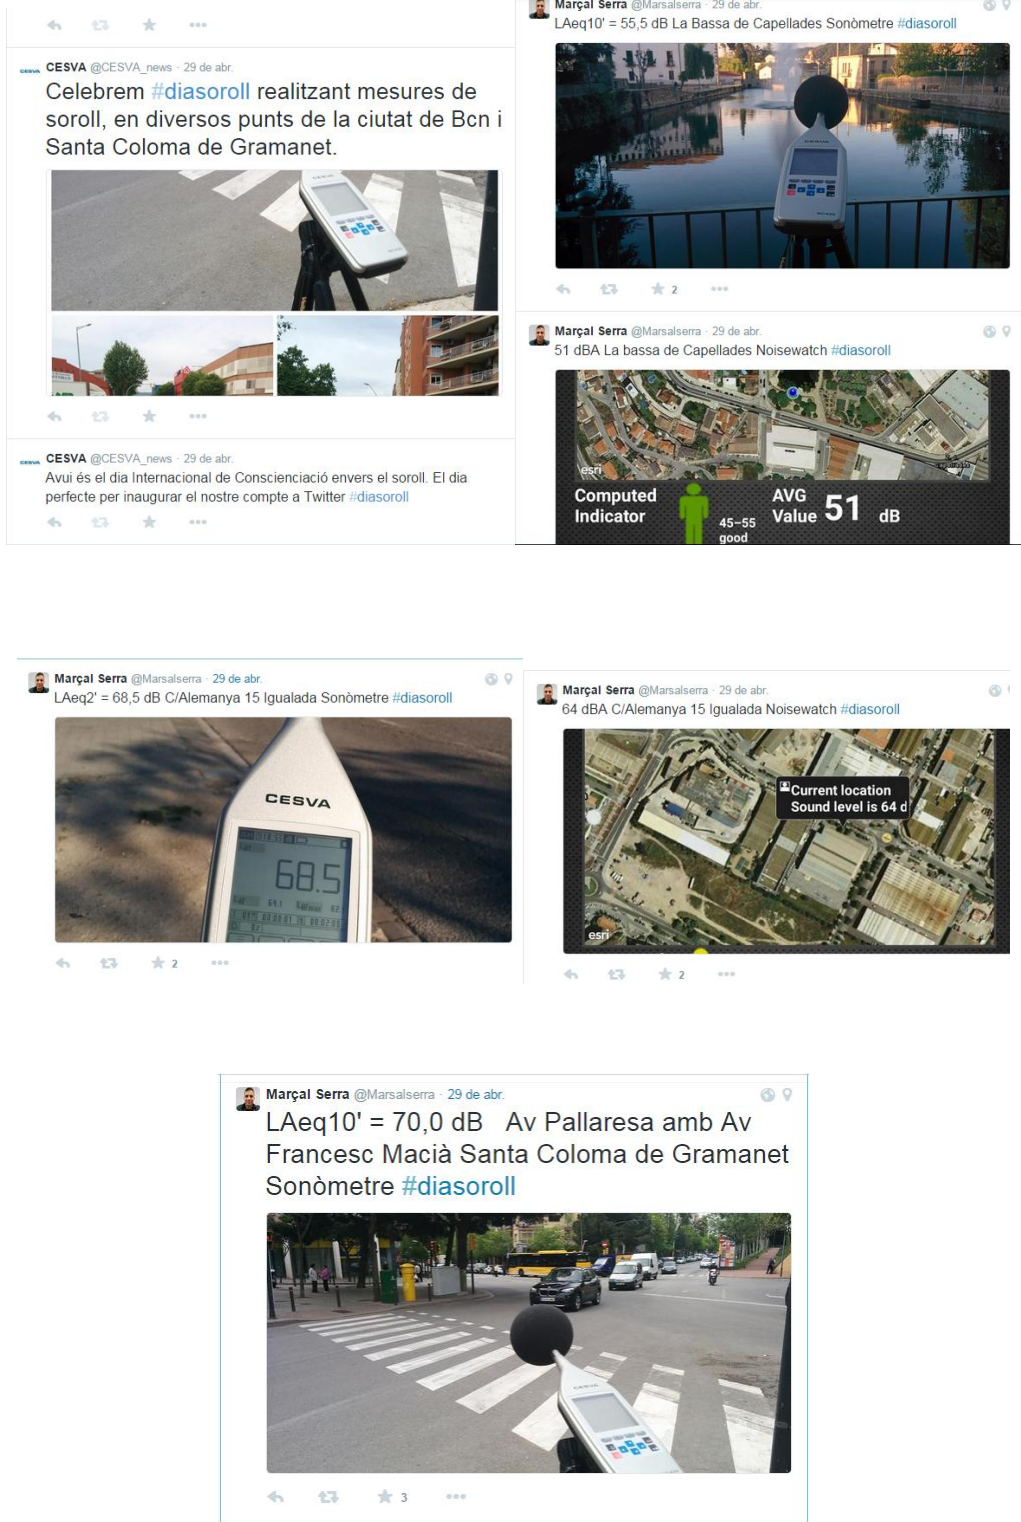 CESVA @CESVA_news · 29 de abr.
Celebrem #diasoroll realitzant mesures de
soroll, en diversos punts de la ciutat de Bcn i
Santa Coloma de Gramanet.
CESVA
CESVA @CESVA_news · 29 de abr.
Avui és el dia Internacional de Conscienciació envers el soroll. El dia
perfecte per inaugurar el nostre compte a Twitter #diasoroll
Marçal Serra @Marsalserra · 29 de abr.
LAeq10' = 55,5 dB La Bassa de Capellades Sonòmetre #diasoroll
CESVA
2
Marçal Serra @Marsalserra · 29 de abr.
51 dBA La bassa de Capellades Noisewatch #diasoroll
esri
Computed
Indicator
45–55
good
AVG
Value 51 dB
Marçal Serra @Marsalserra · 29 de abr.
LAeq2' = 68,5 dB C/Alemanya 15 Igualada Sonòmetre #diasoroll
CESVA
68.5
2
Marçal Serra @Marsalserra · 29 de abr.
64 dBA C/Alemanya 15 Igualada Noisewatch #diasoroll
Current location
Sound level is 64 d
esri
2
Marçal Serra @Marsalserra · 29 de abr.
LAeq10' = 70,0 dB Av Pallaresa amb Av
Francesc Macià Santa Coloma de Gramanet
Sonòmetre #diasoroll
CESVA
3